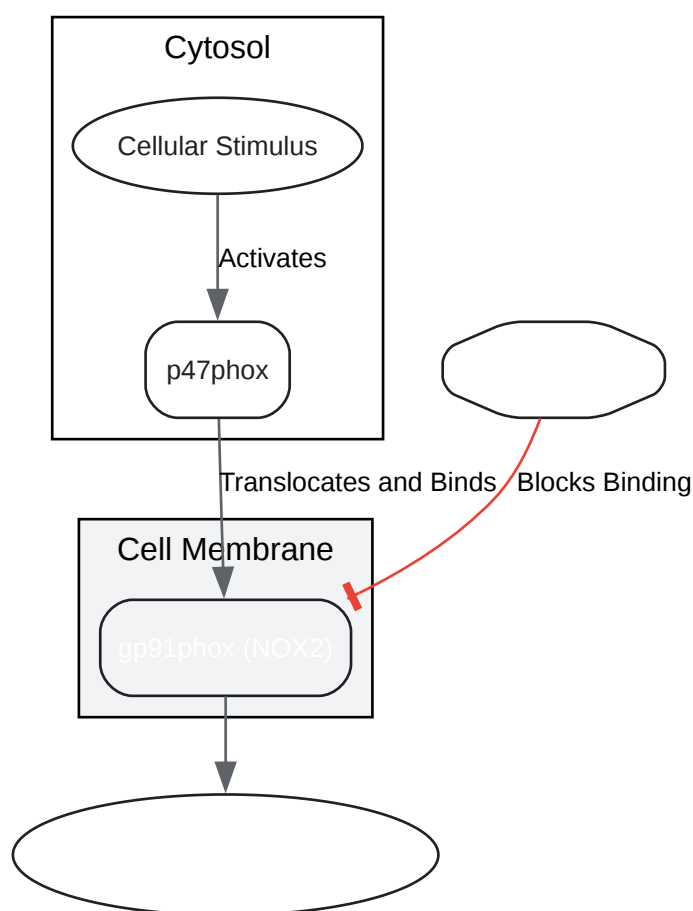 Cytosol
Cellular Stimulus
Activates
p47phox
Translocates and Binds
Blocks Binding
Cell Membrane
gp91phox (NOX2)